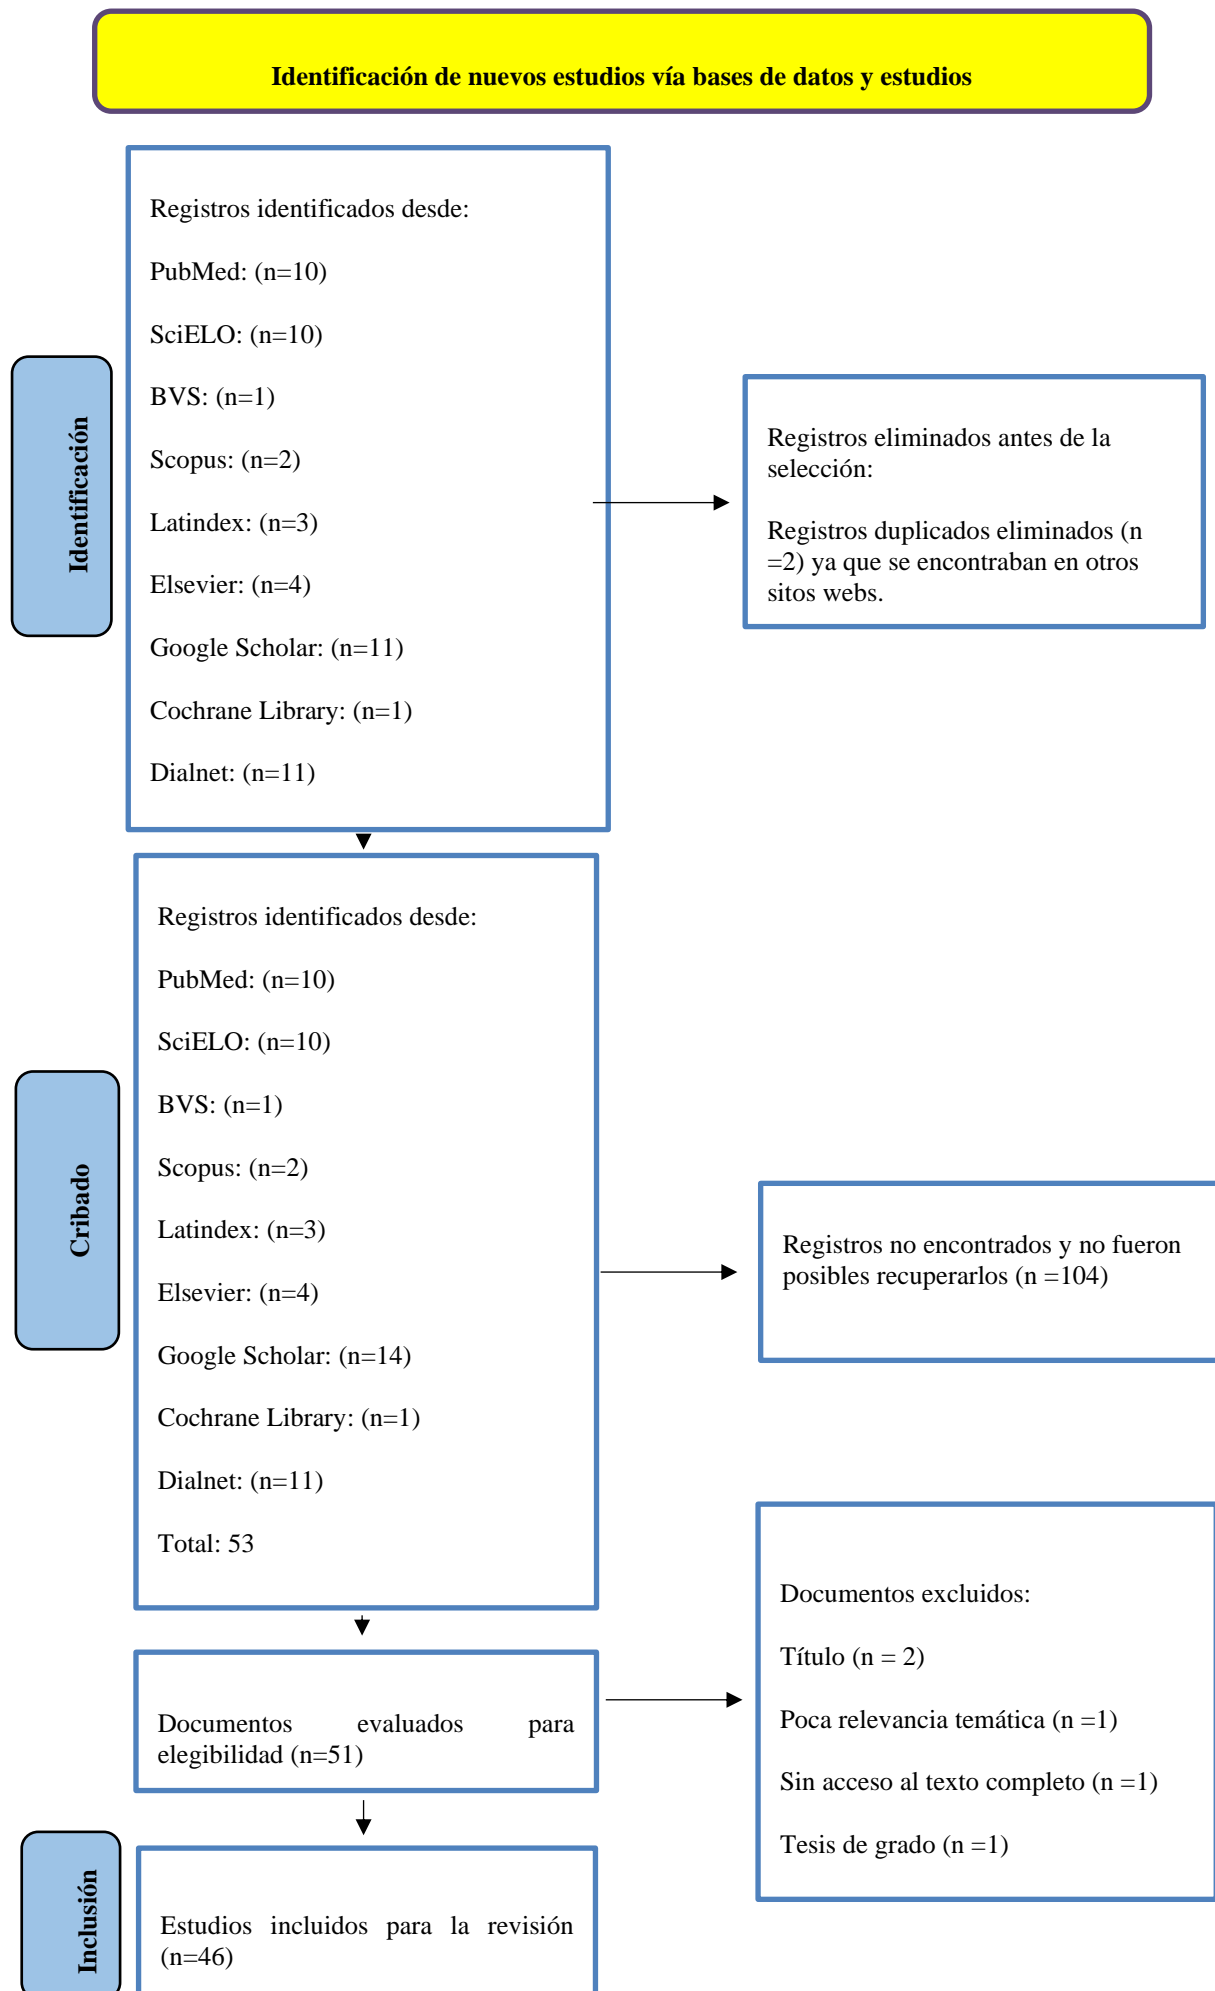 Identificación de nuevos estudios vía bases de datos y estudios
Identificación
Registros identificados desde:
PubMed: (n=10)
SciELO: (n=10)
BVS: (n=1)
Scopus: (n=2)
Latindex: (n=3)
Elsevier: (n=4)
Google Scholar: (n=11)
Cochrane Library: (n=1)
Dialnet: (n=11)
Registros eliminados antes de la
selección:
Registros duplicados eliminados (n
=2) ya que se encontraban en otros
sitos webs.
Cribado
Registros identificados desde:
PubMed: (n=10)
SciELO: (n=10)
BVS: (n=1)
Scopus: (n=2)
Latindex: (n=3)
Elsevier: (n=4)
Google Scholar: (n=14)
Cochrane Library: (n=1)
Dialnet: (n=11)
Total: 53
Registros no encontrados y no fueron
posibles recuperarlos (n =104)
Documentos evaluados para
elegibilidad (n=51)
Documentos excluidos:
Título (n = 2)
Poca relevancia temática (n =1)
Sin acceso al texto completo (n =1)
Tesis de grado (n =1)
Inclusión
Estudios incluidos para la revisión
(n=46)